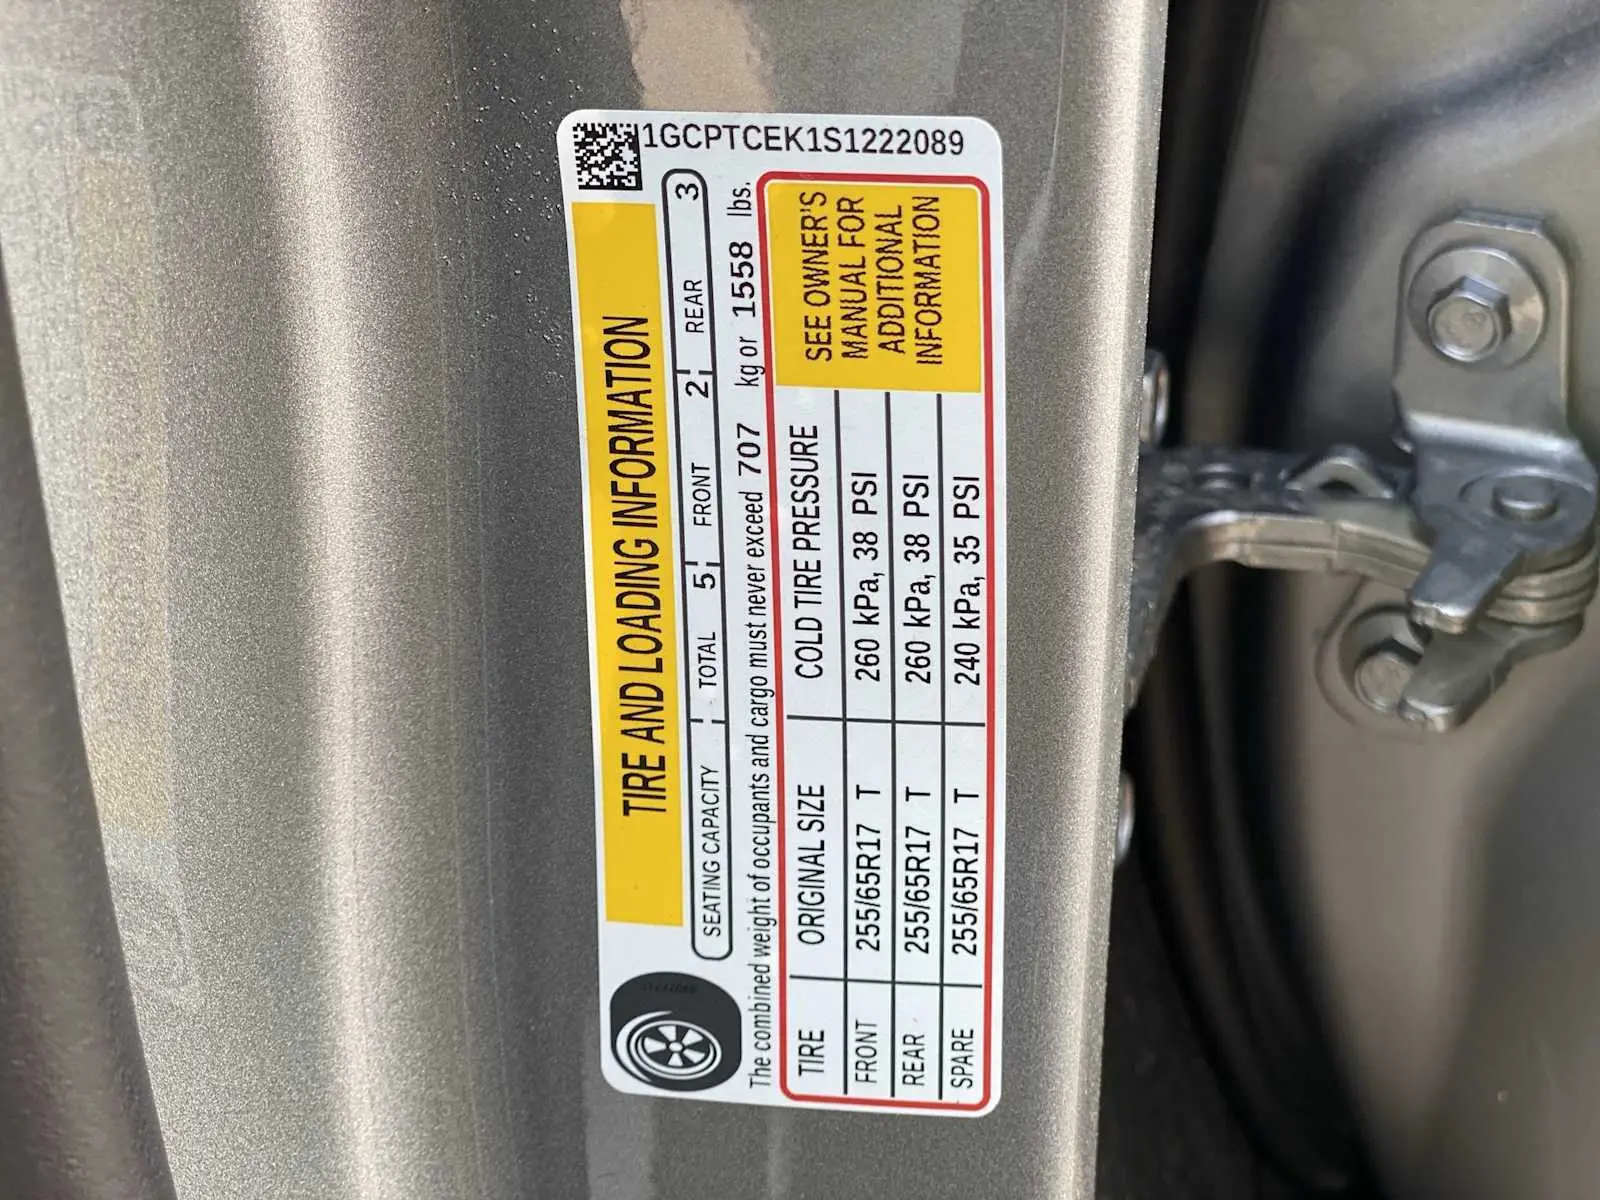 1GCPTCEK1S1222089
TIRE AND LOADING INFORMATION
SEATING CAPACITY TOTAL 5 FRONT 2 REAR 3
The combined weight of occupants and cargo must never exceed 707 kg or 1558 lbs.
TIRE ORIGINAL SIZE COLD TIRE PRESSURE
FRONT 255/65R17 T 260 kPa, 38 PSI
REAR 255/65R17 T 260 kPa, 38 PSI
SPARE 255/65R17 T 240 kPa, 35 PSI
SEE OWNER'S
MANUAL FOR
ADDITIONAL
INFORMATION